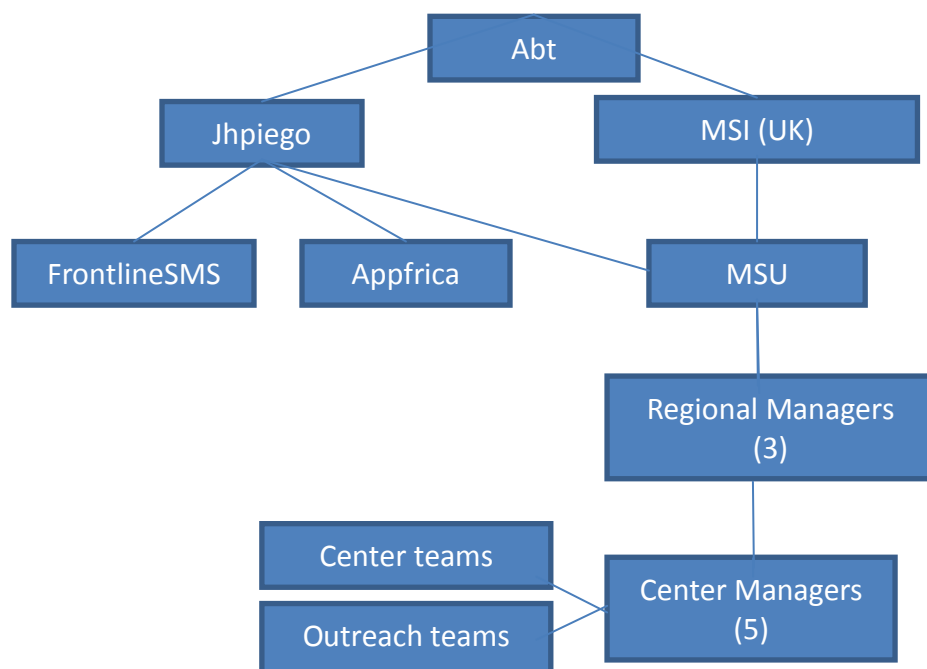 Abt
Jhpiego
MSI (UK)
FrontlineSMS
Appfrica
MSU
Regional Managers
(3)
Center teams
Center Managers
(5)
Outreach teams